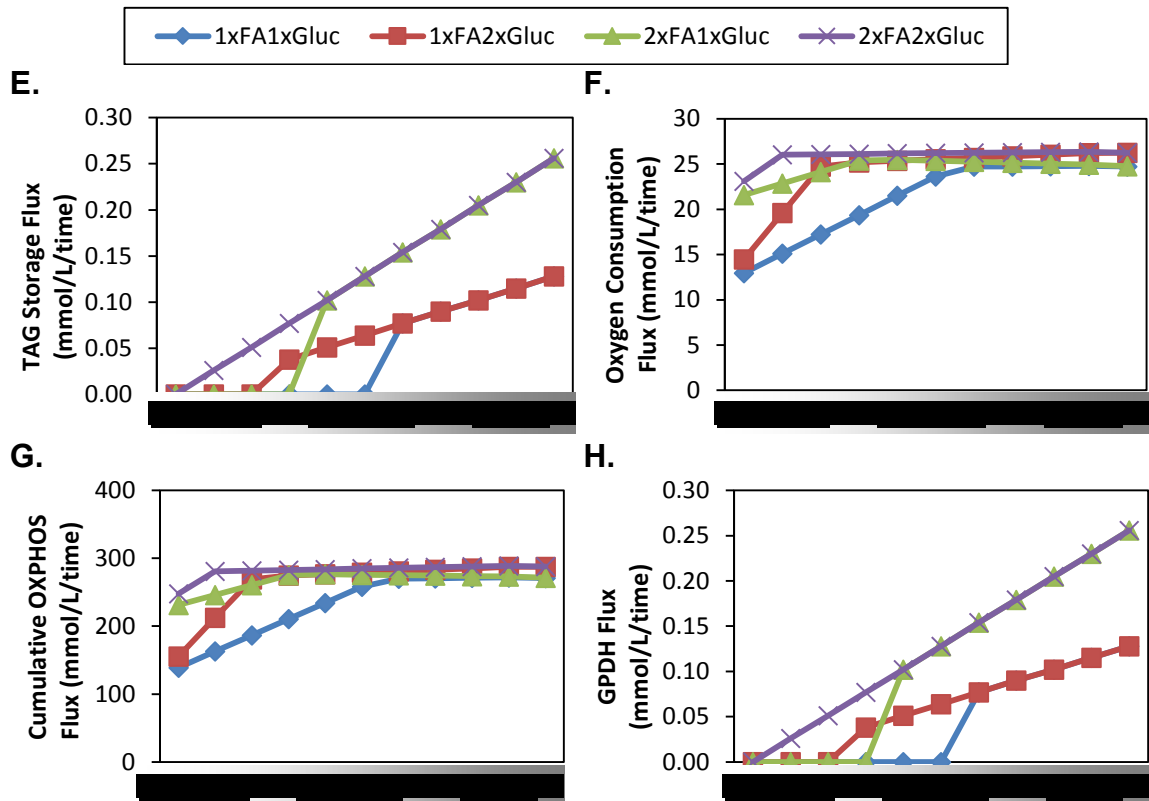 1xFA1xGluc 1xFA2xGluc 2xFA1xGluc 2xFA2xGluc
E.
TAG Storage Flux
(mmol/L/time)
0.30
0.25
0.20
0.15
0.10
0.05
0.00
F.
Oxygen Consumption
Flux (mmol/L/time)
30
25
20
15
10
5
0
G.
Cumulative OXPHOS
Flux (mmol/L/time)
400
300
200
100
0
H.
GPDH Flux
(mmol/L/time)
0.30
0.25
0.20
0.15
0.10
0.05
0.00